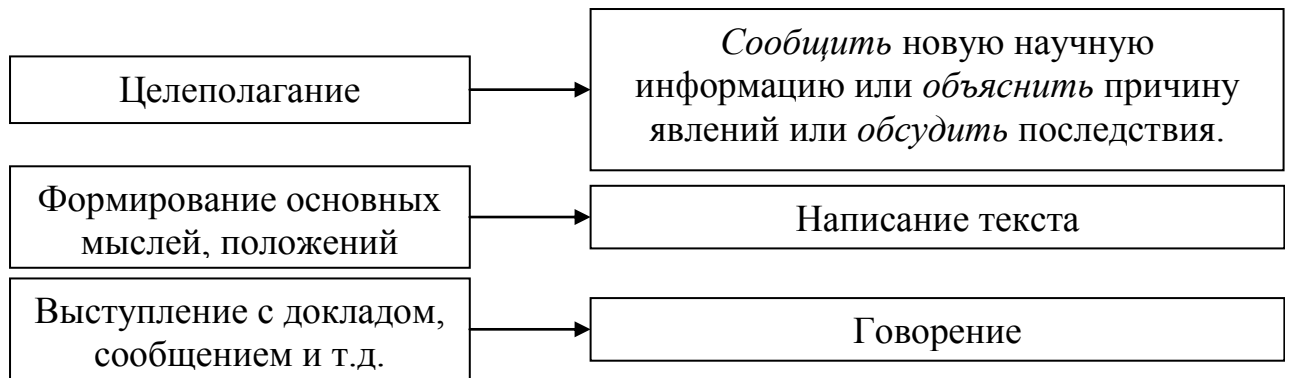 Целеполагание
Сообщить новую научную
информацию или объяснить причину
явлений или обсудить последствия.
Формирование основных
мыслей, положений
Написание текста
Выступление с докладом,
сообщением и т.д.
Говорение